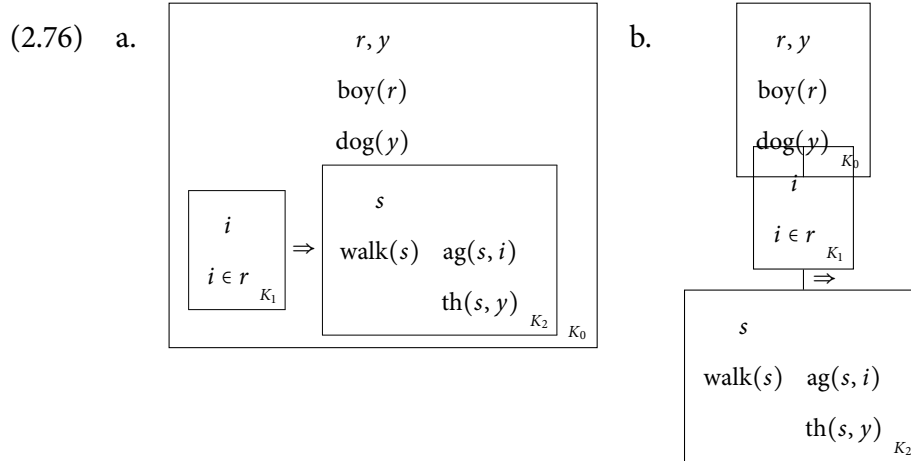 (2.76) a.
r, y
boy(r)
dog(y)
i
i ∈ r K₁
⇒
s
walk(s) ag(s, i)
th(s, y) K₂
K₀
b.
r, y
boy(r)
dog(y) K₀
i
i ∈ r K₁
⇒
s
walk(s) ag(s, i)
th(s, y) K₂